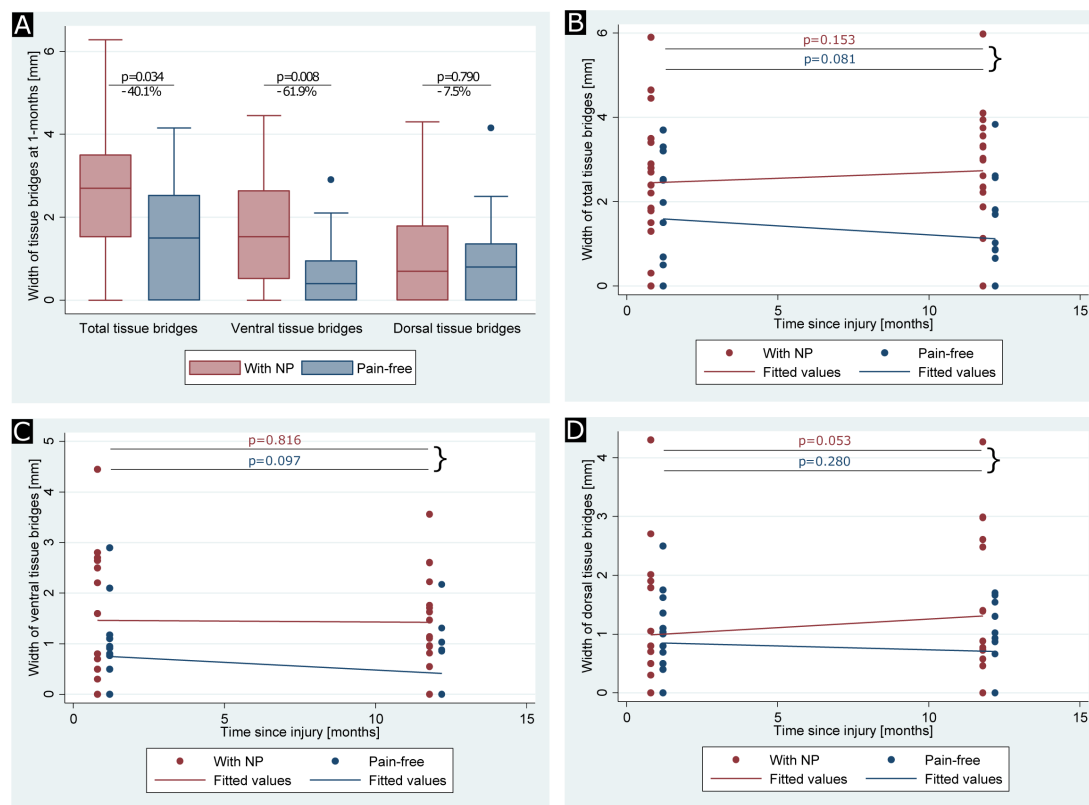 A
Width of tissue bridges at 1-months [mm]
6
4
2
0
p=0.034
-40.1%
p=0.008
-61.9%
p=0.790
-7.5%
Total tissue bridges
Ventral tissue bridges
Dorsal tissue bridges
With NP
Pain-free
B
Width of total tissue bridges [mm]
6
4
2
0
p=0.153
p=0.081
}
0
5
10
15
Time since injury [months]
With NP
Pain-free
Fitted values
Fitted values
C
Width of ventral tissue bridges [mm]
5
4
3
2
1
0
p=0.816
p=0.097
}
0
5
10
15
Time since injury [months]
With NP
Pain-free
Fitted values
Fitted values
D
Width of dorsal tissue bridges [mm]
4
3
2
1
0
p=0.053
p=0.280
}
0
5
10
15
Time since injury [months]
With NP
Pain-free
Fitted values
Fitted values